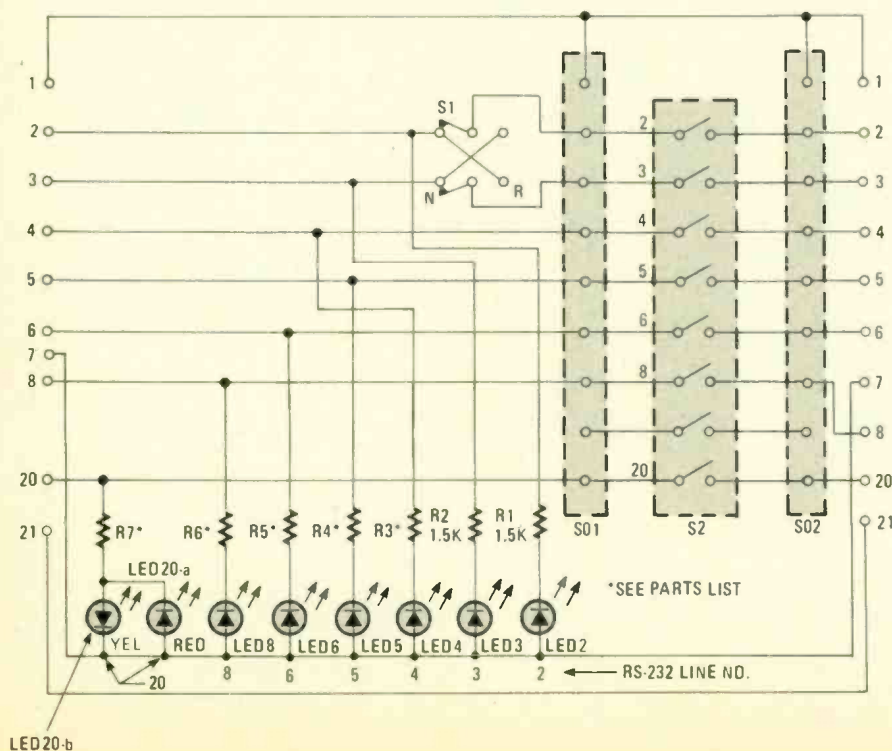 1
1
S1
2
2
2
3
N
R
3
3
4
4
4
5
5
5
6
6
6
7
8
8
7
8
20
20
20
21
21
R7*
R6*
R5*
R4*
R3*
R2
1.5K
R1
1.5K
S01
S2
S02
LED20-a
*SEE PARTS LIST
YEL
RED
LED8
LED6
LED5
LED4
LED3
LED2
20
8
6
5
4
3
2
RS-232 LINE NO.
LED20-b